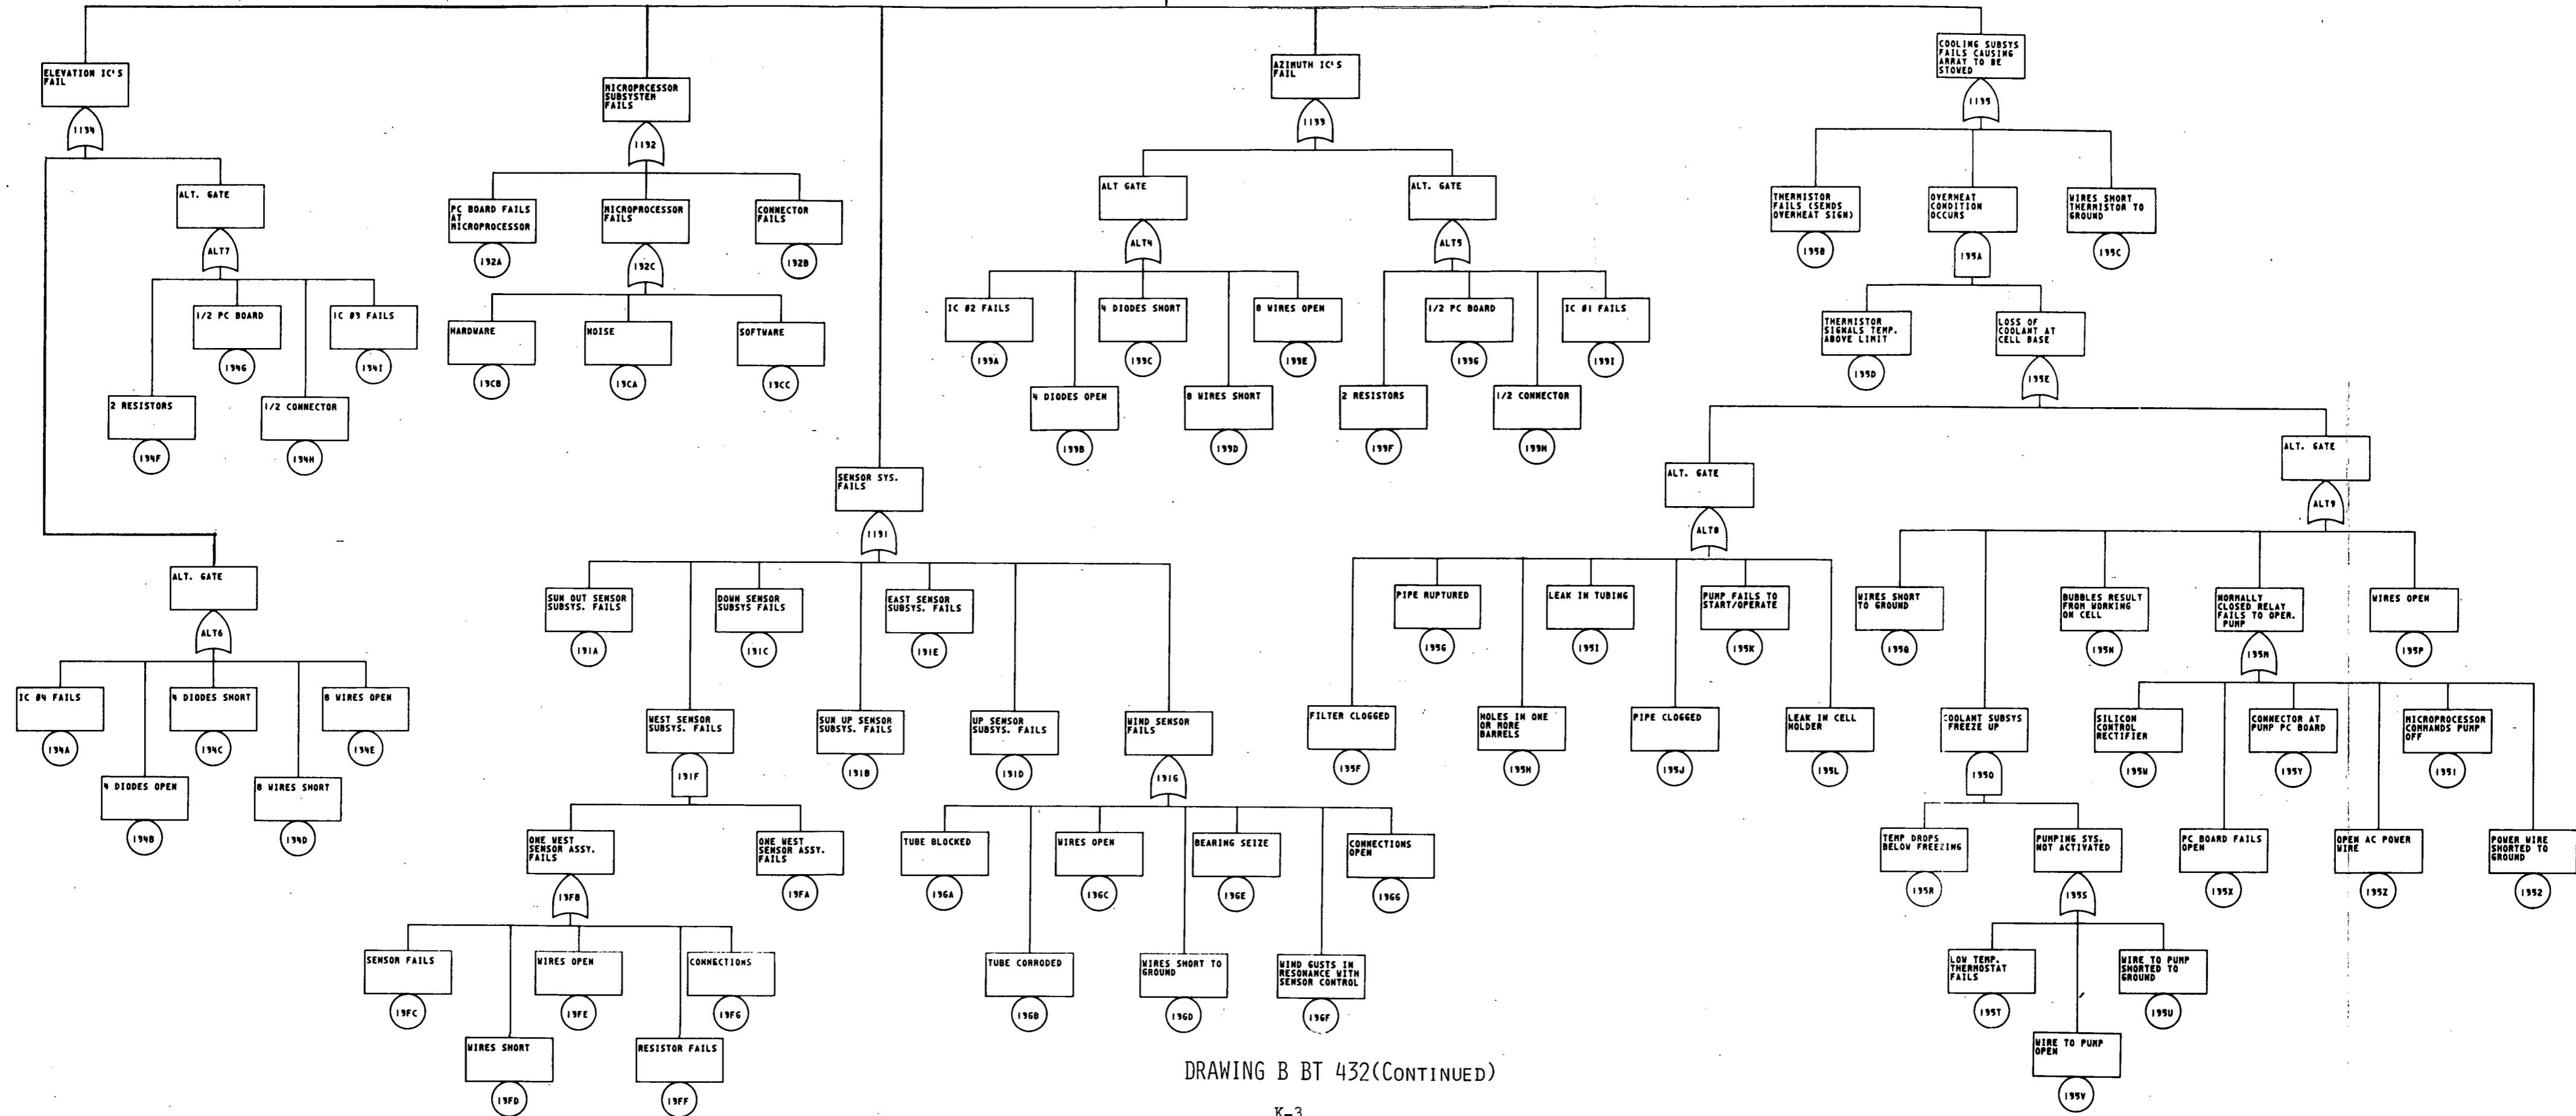 ELEVATION IC'S
FAIL
1134
ALT. GATE
ALT7
1/2 PC BOARD
134G
IC #3 FAILS
134I
2 RESISTORS
134F
1/2 CONNECTOR
134H
ALT. GATE
ALT6
IC #4 FAILS
134A
4 DIODES SHORT
134C
8 WIRES OPEN
134E
4 DIODES OPEN
134B
8 WIRES SHORT
134D
MICROPRCESSOR
SUBSYSTEM
FAILS
1132
PC BOARD FAILS
AT
MICROPROCESSOR
132A
MICROPROCESSOR
FAILS
132C
CONNECTOR
FAILS
132B
HARDWARE
13CB
NOISE
13CA
SOFTWARE
13CC
SENSOR SYS.
FAILS
1131
SUN OUT SENSOR
SUBSYS. FAILS
131A
DOWN SENSOR
SUBSYS FAILS
131C
EAST SENSOR
SUBSYS. FAILS
131E
WEST SENSOR
SUBSYS. FAILS
131F
SUN UP SENSOR
SUBSYS. FAILS
131B
UP SENSOR
SUBSYS. FAILS
131D
WIND SENSOR
FAILS
131G
ONE WEST
SENSOR ASSY.
FAILS
13FB
ONE WEST
SENSOR ASSY.
FAILS
13FA
SENSOR FAILS
13FC
WIRES OPEN
13FE
CONNECTIONS
13FG
WIRES SHORT
13FD
RESISTOR FAILS
13FF
TUBE BLOCKED
136A
WIRES OPEN
136C
BEARING SEIZE
136E
CONNECTIONS
OPEN
136G
TUBE CORRODED
136B
WIRES SHORT TO
GROUND
136D
WIND GUSTS IN
RESONANCE WITH
SENSOR CONTROL
136F
AZIMUTH IC'S
FAIL
1133
ALT GATE
ALT4
ALT. GATE
ALT5
IC #2 FAILS
133A
4 DIODES SHORT
133C
8 WIRES OPEN
133E
4 DIODES OPEN
133B
8 WIRES SHORT
133D
1/2 PC BOARD
133G
IC #1 FAILS
133I
2 RESISTORS
133F
1/2 CONNECTOR
133H
COOLING SUBSYS
FAILS CAUSING
ARRAY TO BE
STOWED
1135
THERMISTOR
FAILS (SENDS
OVERHEAT SIGN)
135B
OVERHEAT
CONDITION
OCCURS
135A
WIRES SHORT
THERMISTOR TO
GROUND
135C
THERMISTOR
SIGNALS TEMP.
ABOVE LIMIT
135D
LOSS OF
COOLANT AT
CELL BASE
135E
ALT. GATE
ALT8
ALT. GATE
ALT9
PIPE RUPTURED
135G
LEAK IN TUBING
135I
PUMP FAILS TO
START/OPERATE
135K
FILTER CLOGGED
135F
HOLES IN ONE
OR MORE
BARRELS
135H
PIPE CLOGGED
135J
LEAK IN CELL
HOLDER
135L
WIRES SHORT
TO GROUND
135Q
BUBBLES RESULT
FROM WORKING
ON CELL
135N
NORMALLY
CLOSED RELAY
FAILS TO OPER.
PUMP
135M
WIRES OPEN
135P
COOLANT SUBSYS
FREEZE UP
135O
SILICON
CONTROL
RECTIFIER
135W
CONNECTOR AT
PUMP PC BOARD
135Y
MICROPROCESSOR
COMMANDS PUMP
OFF
1351
TEMP DROPS
BELOW FREEZING
135R
PUMPING SYS.
NOT ACTIVATED
135S
PC BOARD FAILS
OPEN
135X
OPEN AC POWER
WIRE
135Z
POWER WIRE
SHORTED TO
GROUND
1352
LOW TEMP.
THERMOSTAT
FAILS
135T
WIRE TO PUMP
SHORTED TO
GROUND
135U
WIRE TO PUMP
OPEN
135V
DRAWING B BT 432(CONTINUED)
K-3